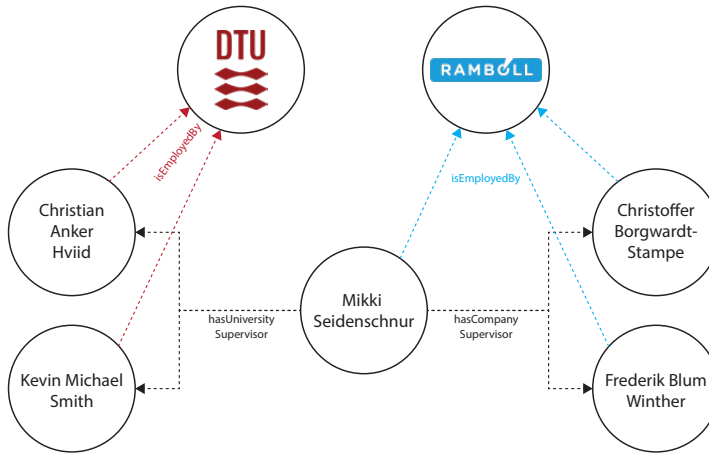 DTU
RAMBOLL
isEmployedBy
isEmployedBy
Christian
Anker
Hviid
Christoffer
Borgwardt-
Stampe
Mikki
Seidenschnur
hasUniversity
Supervisor
hasCompany
Supervisor
Kevin Michael
Smith
Frederik Blum
Winther